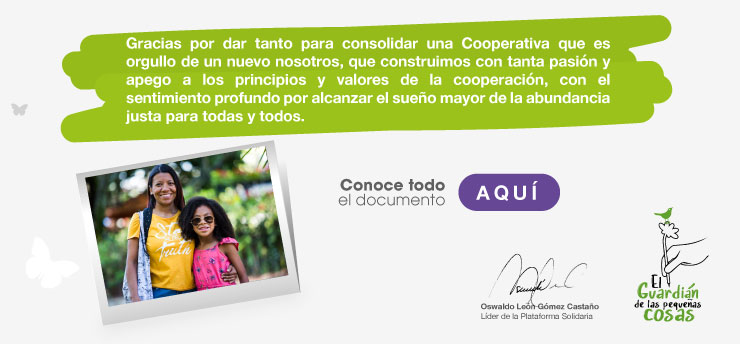 Gracias por dar tanto para consolidar una Cooperativa que es
orgullo de un nuevo nosotros, que construimos con tanta pasión y
apego a los principios y valores de la cooperación, con el
sentimiento profundo por alcanzar el sueño mayor de la abundancia
justa para todas y todos.
Conoce todo
el documento
AQUÍ
Oswaldo León Gómez Castaño
Líder de la Plataforma Solidaria
El
Guardián
de las pequeñas
COSAS